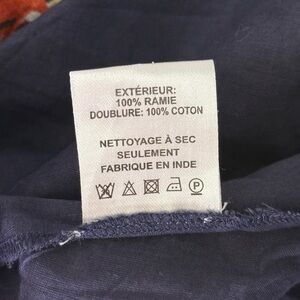 EXTÉRIEUR:
100% RAMIE
DOUBLURE: 100% COTON
NETTOYAGE À SEC
SEULEMENT
FABRIQUE EN INDE